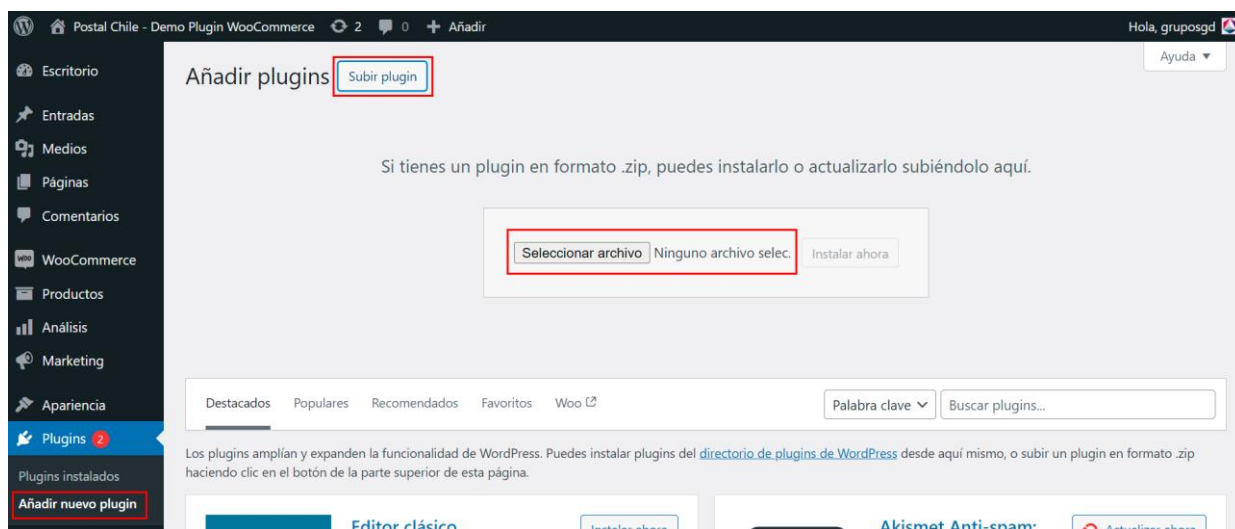 Postal Chile - Demo Plugin WooCommerce 2 0 Añadir Hola, gruposgd
Ayuda
Escritorio
Entradas
Medios
Páginas
Comentarios
WOO WooCommerce
Productos
Análisis
Marketing
Apariencia
Plugins 2
Plugins instalados
Añadir nuevo plugin
Añadir plugins Subir plugin
Si tienes un plugin en formato .zip, puedes instalarlo o actualizarlo subiéndolo aquí.
Seleccionar archivo Ninguno archivo selec. Instalar ahora
Destacados Populares Recomendados Favoritos Woo Palabra clave Buscar plugins...
Los plugins amplían y expanden la funcionalidad de WordPress. Puedes instalar plugins del directorio de plugins de WordPress desde aquí mismo, o subir un plugin en formato .zip
haciendo clic en el botón de la parte superior de esta página.
Editor clásico Instalar ahora Akismet Anti-spam: Actualizar ahora